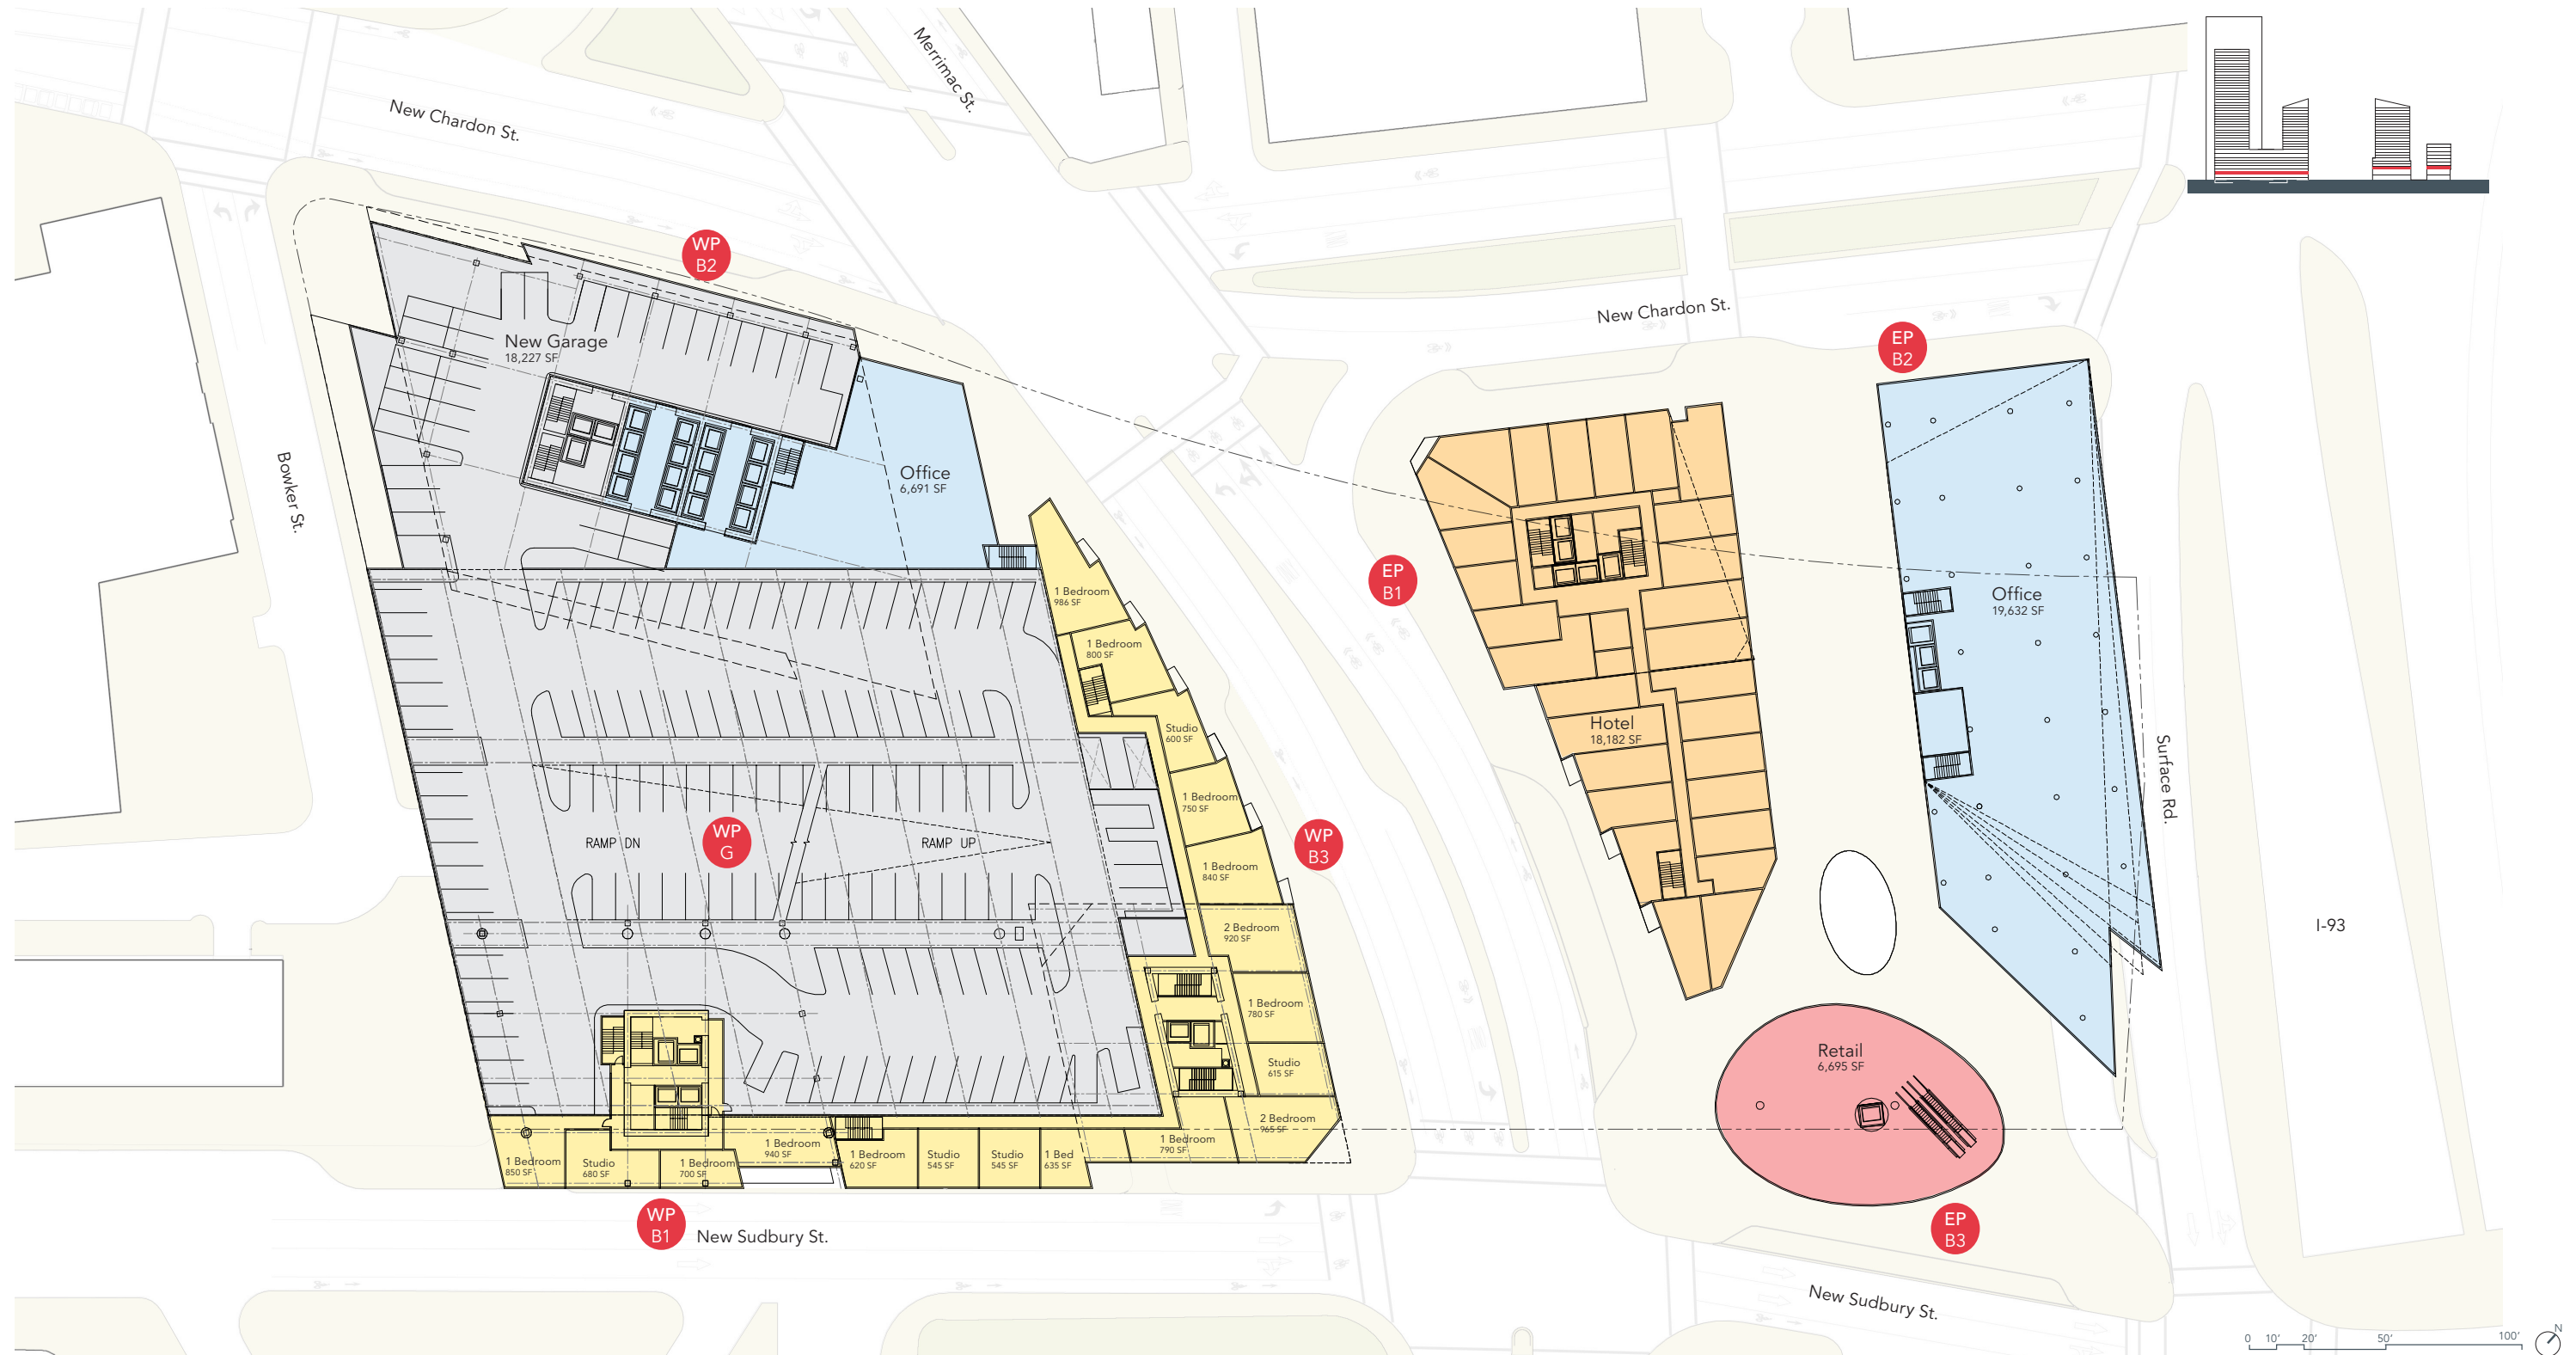 Merrimac St.
New Chardon St.
WP
B2
New Chardon St.
New Garage
18,227 SF
EP
B2
Bowker St.
Office
6,691 SF
EP
B1
1 Bedroom
986 SF
Office
19,632 SF
1 Bedroom
800 SF
Studio
600 SF
Hotel
18,182 SF
Surface Rd.
1 Bedroom
750 SF
RAMP DN
WP
G
RAMP UP
WP
B3
1 Bedroom
840 SF
2 Bedroom
920 SF
I-93
1 Bedroom
780 SF
Studio
615 SF
Retail
6,695 SF
2 Bedroom
965 SF
1 Bedroom
850 SF
Studio
680 SF
1 Bedroom
700 SF
1 Bedroom
940 SF
1 Bedroom
620 SF
Studio
545 SF
Studio
545 SF
1 Bed
635 SF
1 Bedroom
790 SF
WP
B1
New Sudbury St.
EP
B3
New Sudbury St.
0 10' 20' 50' 100'
N